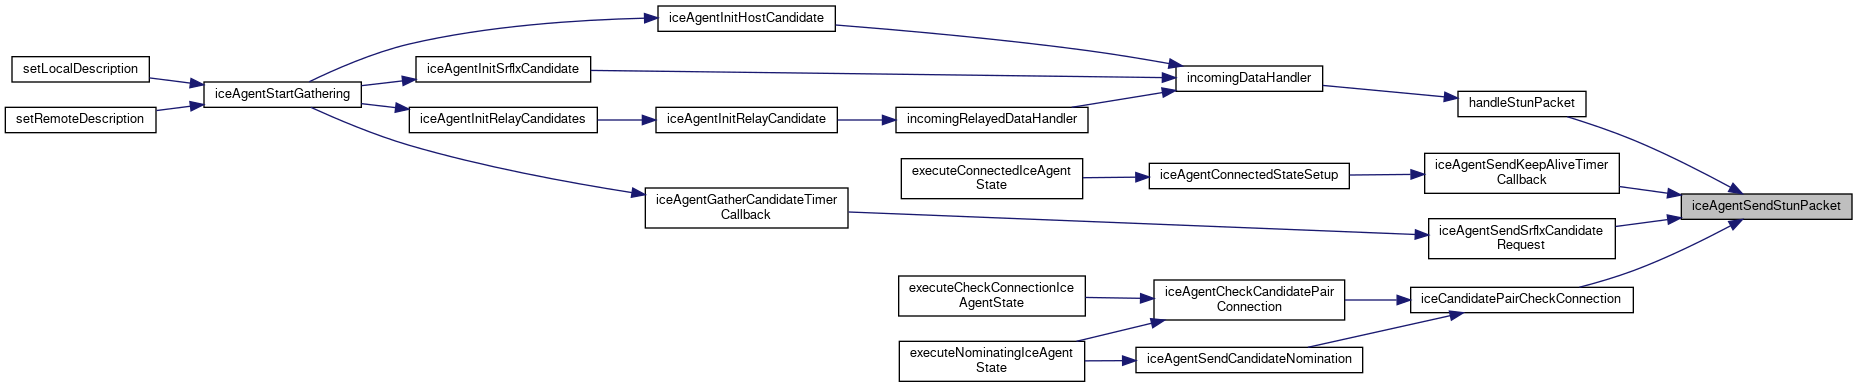 setLocalDescription
setRemoteDescription
iceAgentStartGathering
iceAgentInitHostCandidate
iceAgentInitSrflxCandidate
iceAgentInitRelayCandidates
iceAgentInitRelayCandidate
iceAgentGatherCandidateTimer
Callback
incomingDataHandler
incomingRelayedDataHandler
handleStunPacket
executeConnectedIceAgent
State
iceAgentConnectedStateSetup
iceAgentSendKeepAliveTimer
Callback
iceAgentSendStunPacket
iceAgentSendSrflxCandidate
Request
executeCheckConnectionIce
AgentState
iceAgentCheckCandidatePair
Connection
iceCandidatePairCheckConnection
executeNominatingIceAgent
State
iceAgentSendCandidateNomination